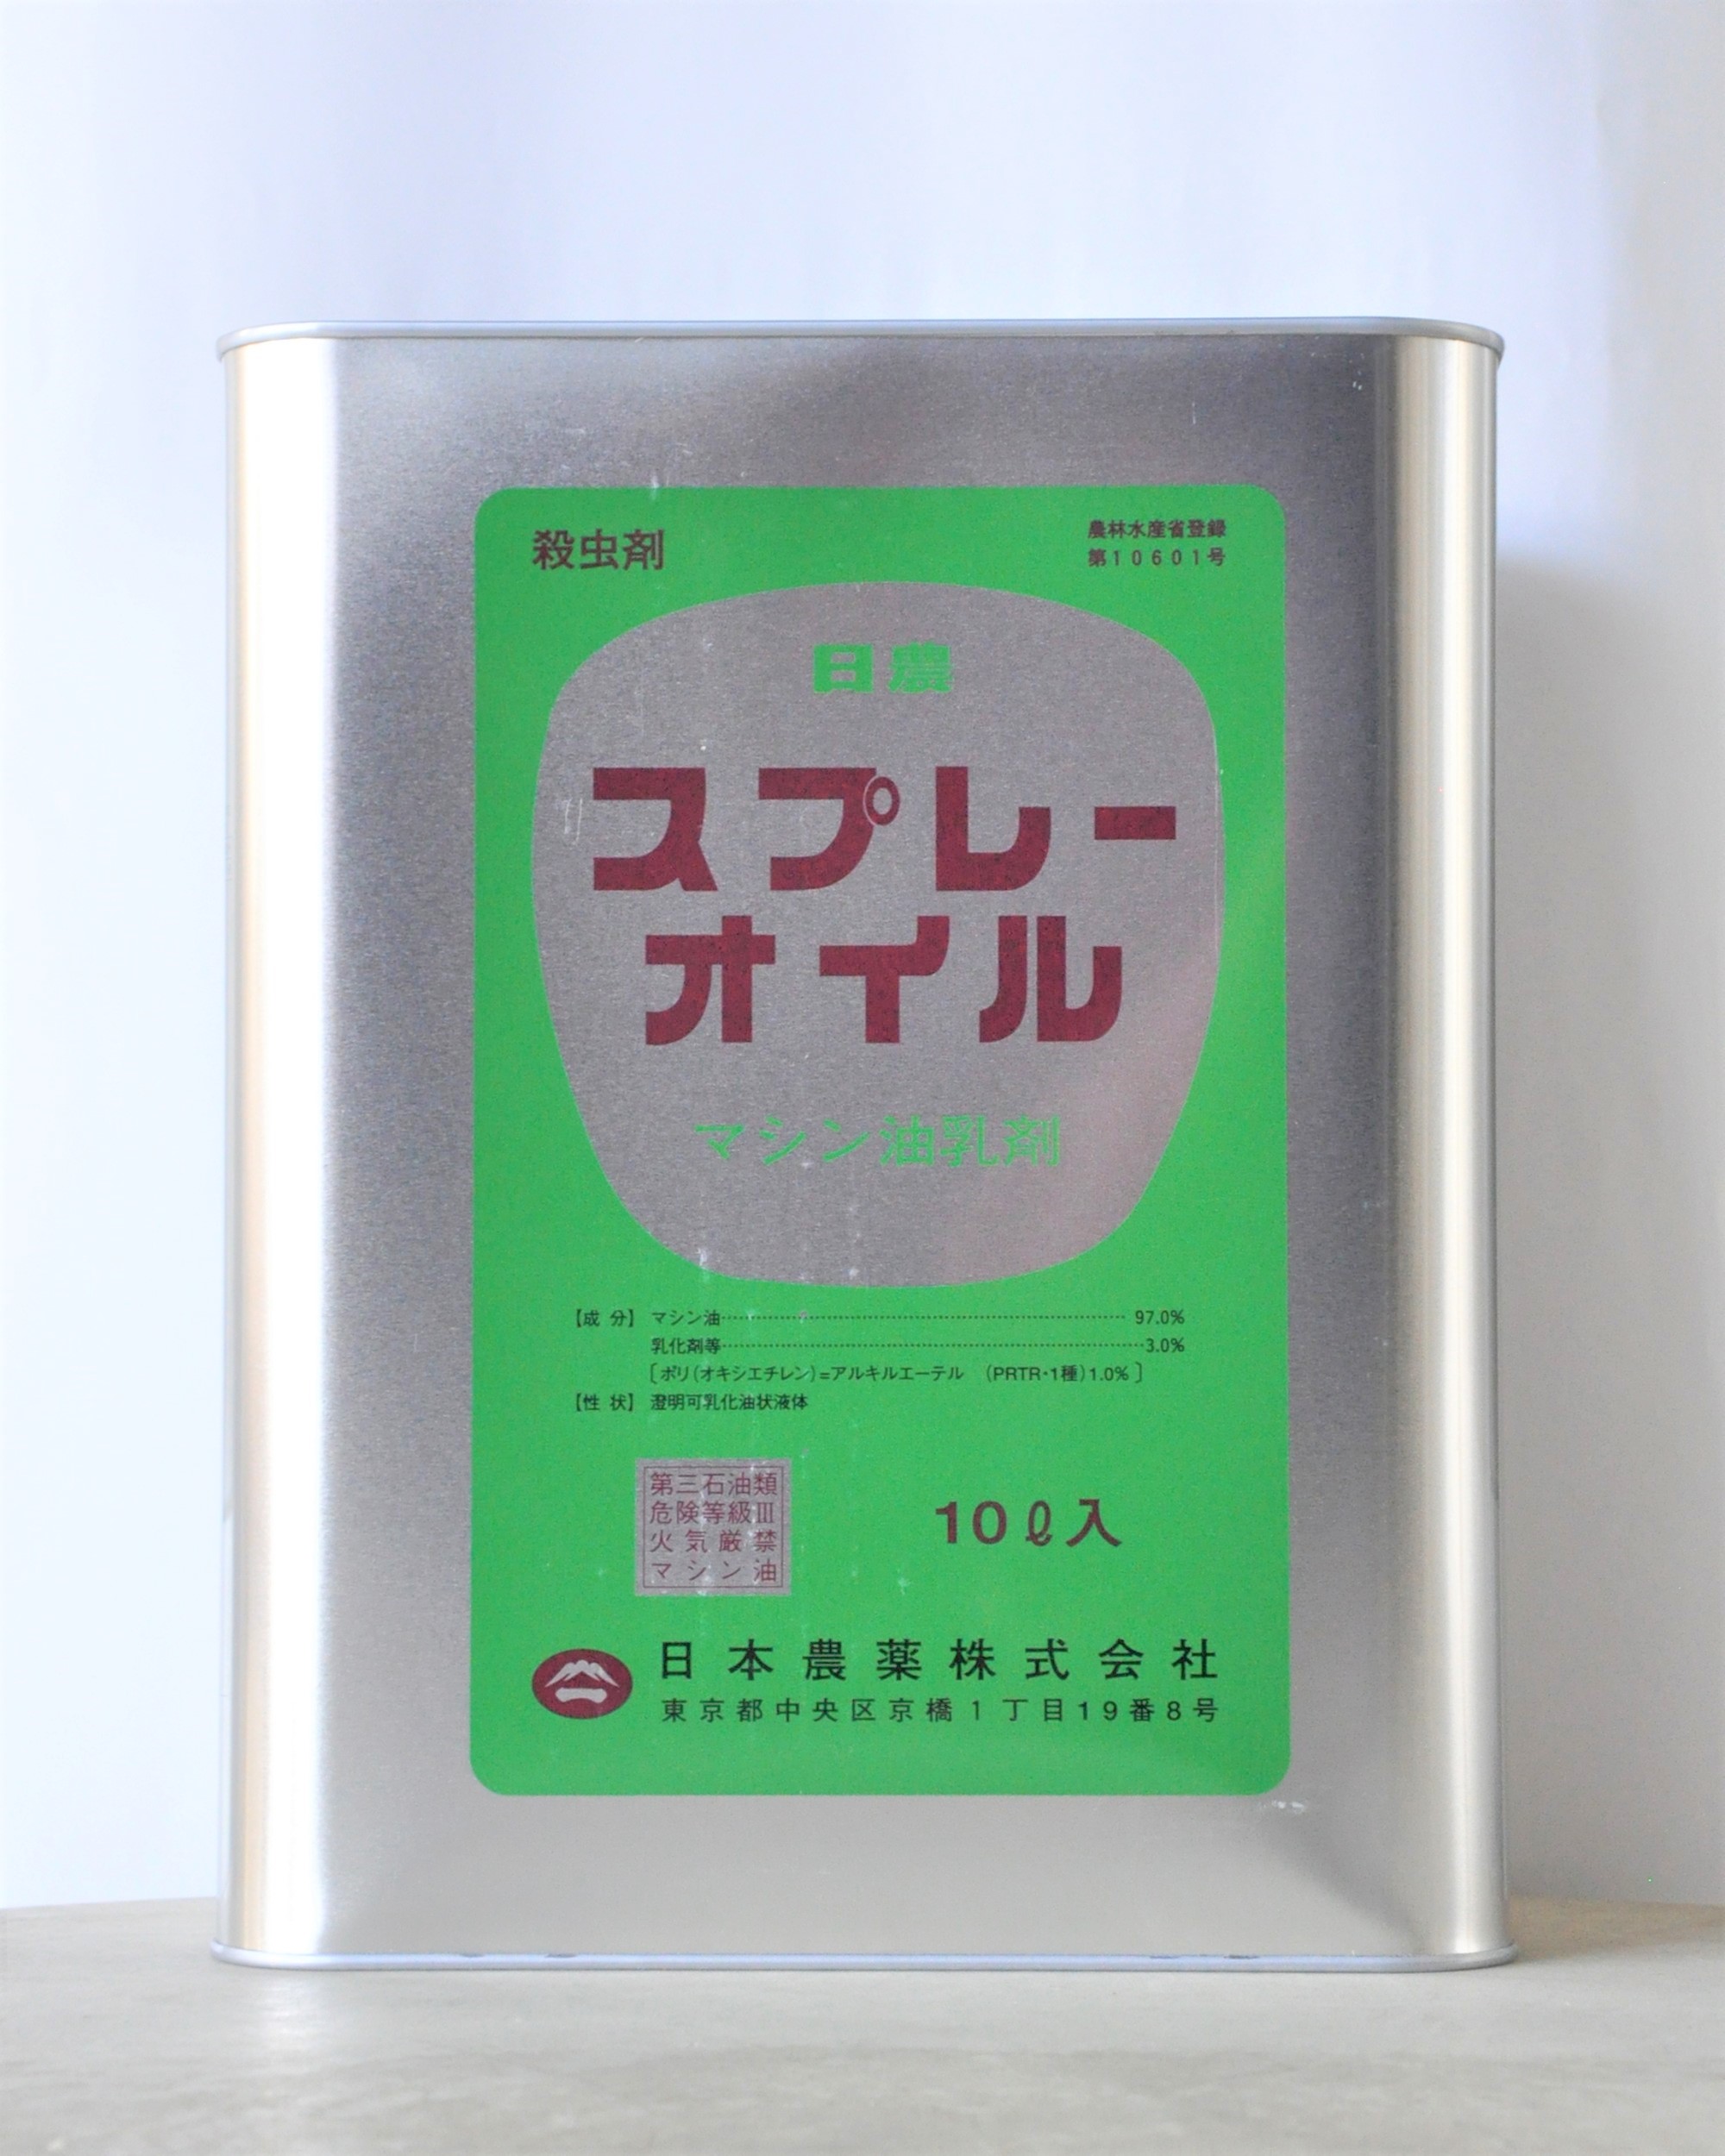 殺虫剤
農林水産省登録
第10601号
日農
スプレー
オイル
マシン油乳剤
【成 分】 マシン油………………………………………… 97.0%
乳化剤等…………………………………………3.0%
〔ポリ(オキシエチレン)=アルキルエーテル (PRTR・1種)1.0%〕
【性 状】 澄明可乳化油状液体
第三石油類
危険等級Ⅲ
火気厳禁
マシン油
10ℓ入
日本農薬株式会社
東京都中央区京橋1丁目19番8号